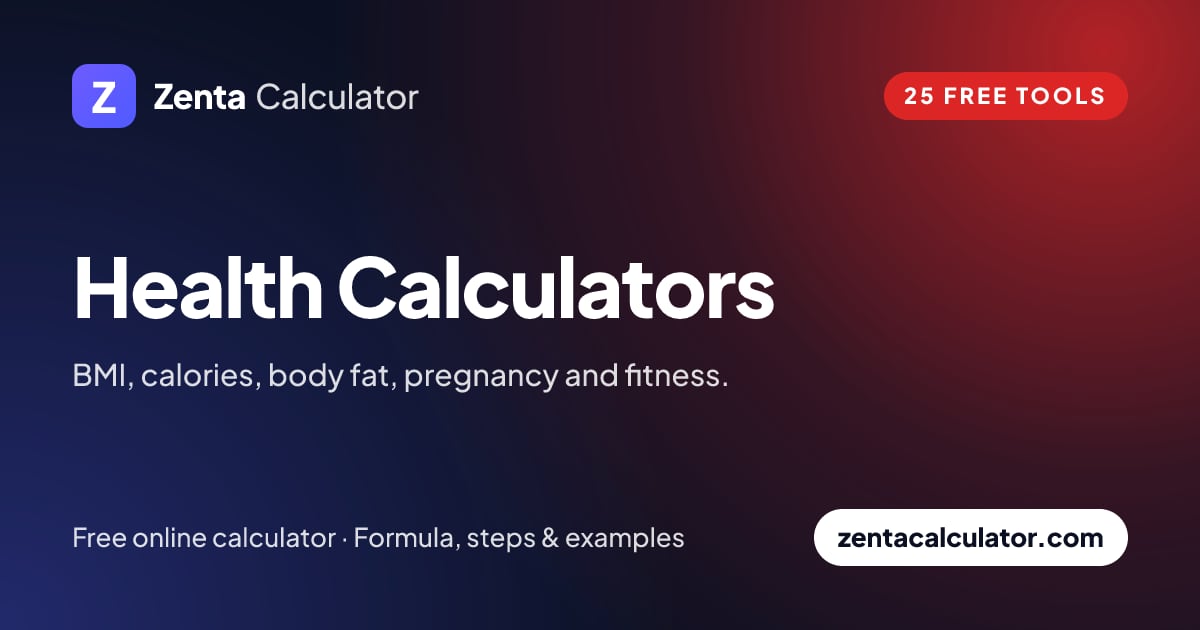 Z
Zenta Calculator
25 FREE TOOLS
Health Calculators
BMI, calories, body fat, pregnancy and fitness.
Free online calculator · Formula, steps & examples
zentacalculator.com